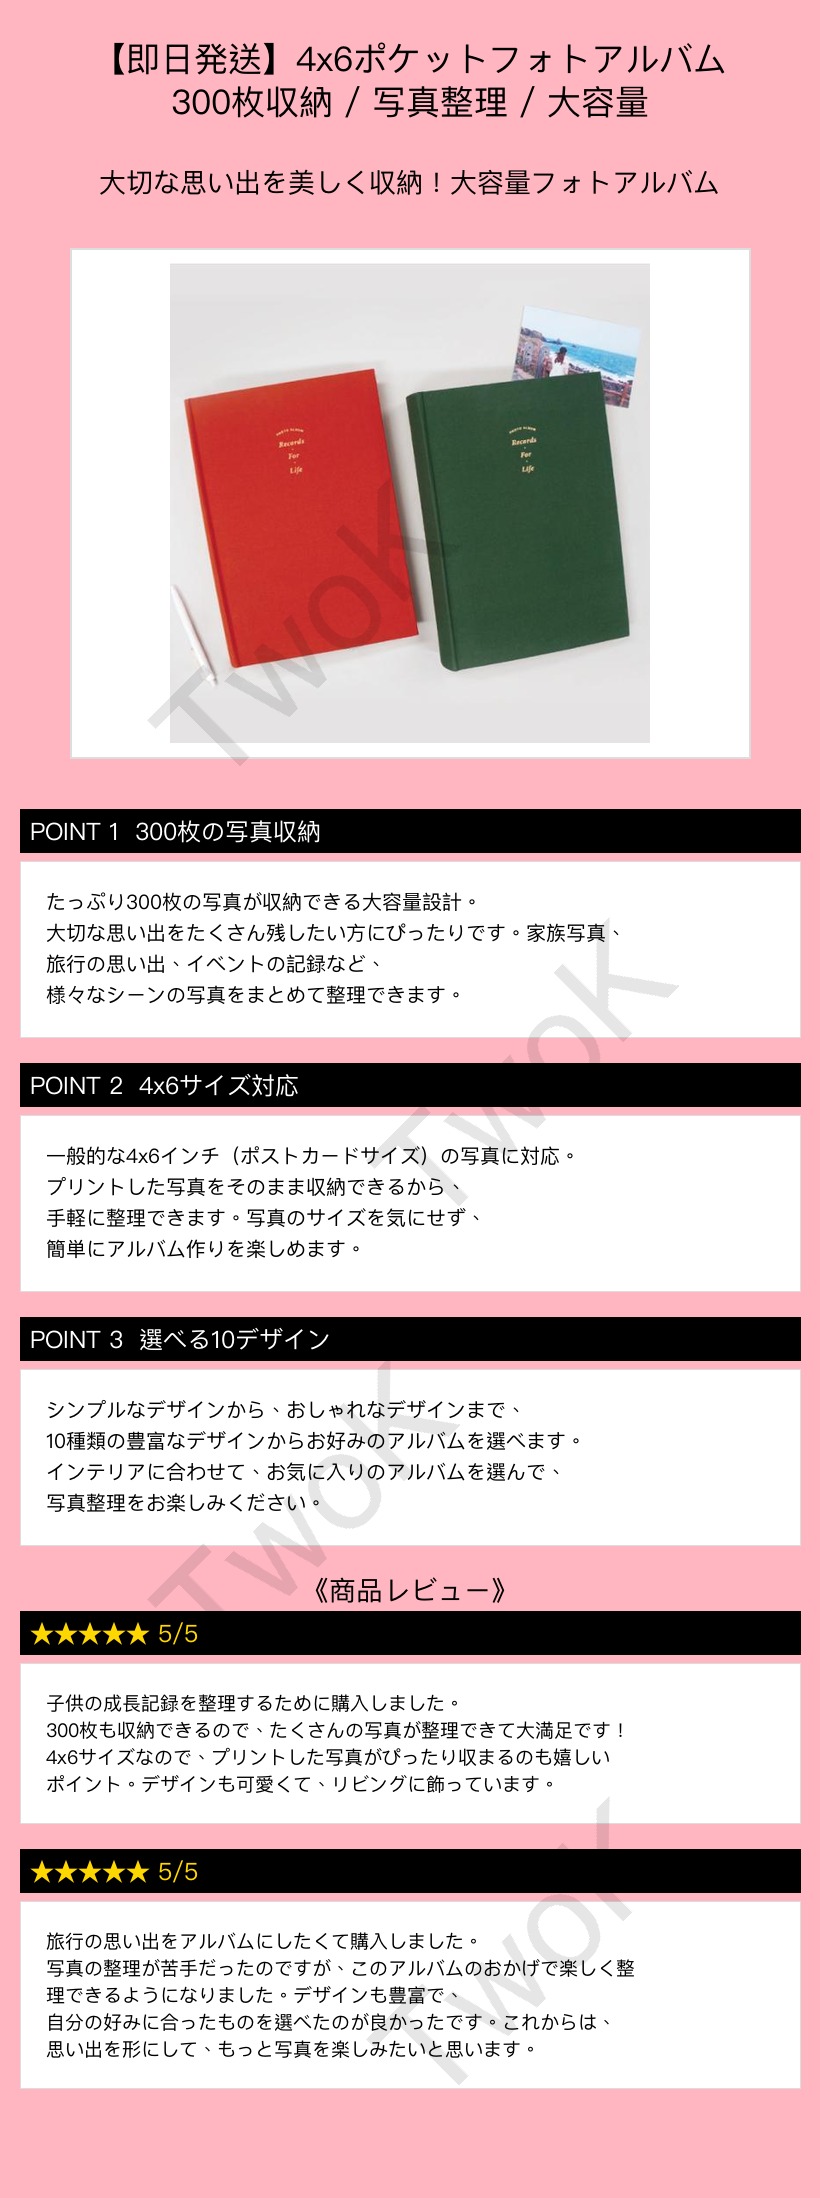 【即日発送】4x6ポケットフォトアルバム
300枚収納 / 写真整理 / 大容量
大切な思い出を美しく収納！大容量フォトアルバム
PHOTO ALBUM
Records
For
Life
PHOTO ALBUM
Records
For
Life
TwoK
POINT 1 300枚の写真収納
たっぷり300枚の写真が収納できる大容量設計。
大切な思い出をたくさん残したい方にぴったりです。家族写真、
旅行の思い出、イベントの記録など、
様々なシーンの写真をまとめて整理できます。
TwoK
POINT 2 4x6サイズ対応
一般的な4x6インチ（ポストカードサイズ）の写真に対応。
プリントした写真をそのまま収納できるから、
手軽に整理できます。写真のサイズを気にせず、
簡単にアルバム作りを楽しめます。
POINT 3 選べる10デザイン
シンプルなデザインから、おしゃれなデザインまで、
10種類の豊富なデザインからお好みのアルバムを選べます。
インテリアに合わせて、お気に入りのアルバムを選んで、
写真整理をお楽しみください。
TwoK
《商品レビュー》
★★★★★ 5/5
子供の成長記録を整理するために購入しました。
300枚も収納できるので、たくさんの写真が整理できて大満足です！
4x6サイズなので、プリントした写真がぴったり収まるのも嬉しい
ポイント。デザインも可愛くて、リビングに飾っています。
★★★★★ 5/5
旅行の思い出をアルバムにしたくて購入しました。
写真の整理が苦手だったのですが、このアルバムのおかげで楽しく整
理できるようになりました。デザインも豊富で、
自分の好みに合ったものを選べたのが良かったです。これからは、
思い出を形にして、もっと写真を楽しみたいと思います。
TwoK